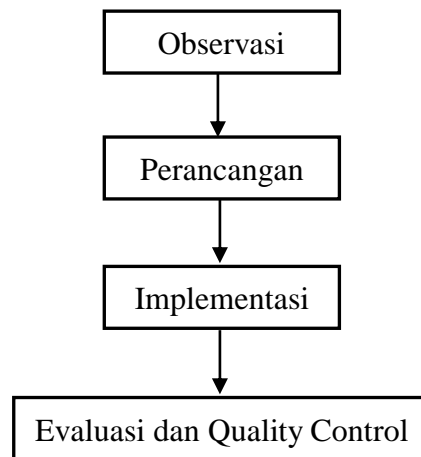 Observasi
Perancangan
Implementasi
Evaluasi dan Quality Control